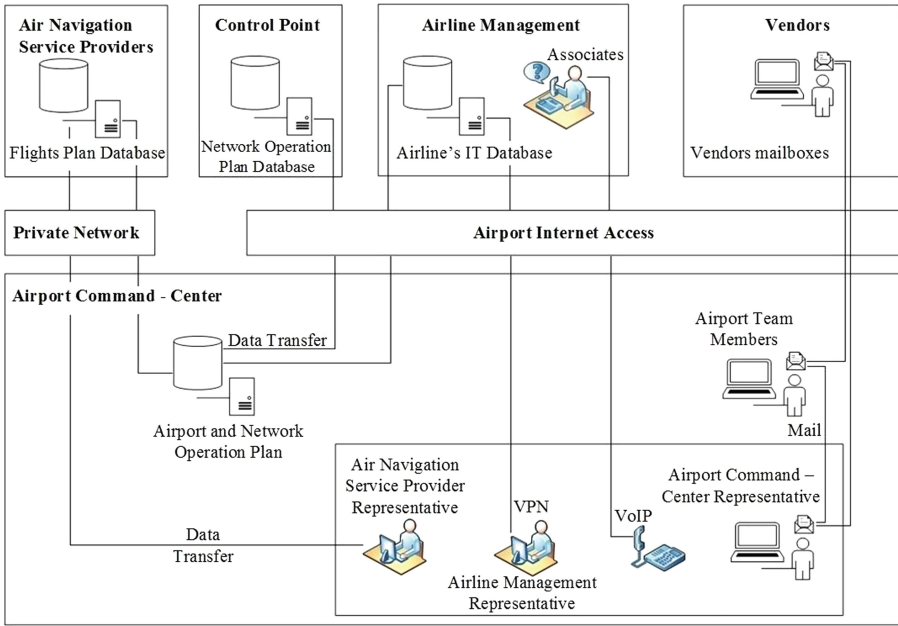 Air Navigation
Service Providers
Flights Plan Database
Control Point
Network Operation
Plan Database
Airline Management
Associates
Airline’s IT Database
Vendors
Vendors mailboxes
Private Network
Airport Internet Access
Airport Command - Center
Data Transfer
Airport and Network
Operation Plan
Airport Team
Members
Mail
Air Navigation
Service Provider
Representative
Data
Transfer
VPN
Airline Management
Representative
VoIP
Airport Command –
Center Representative